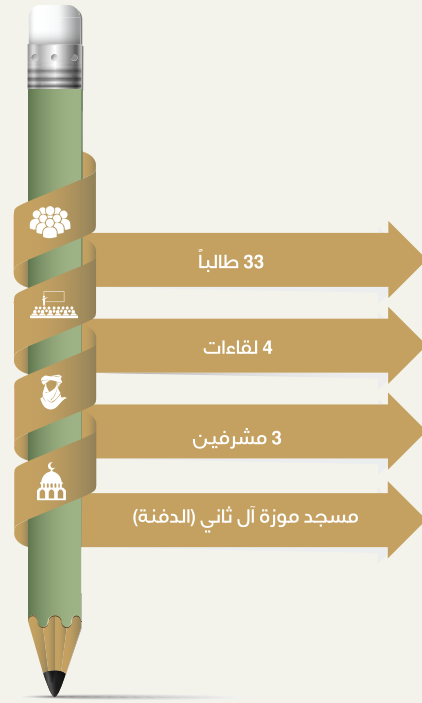 33 طالباً
4 لقاءات
3 مشرفين
مسجد موزة آل ثاني (الدفنة)